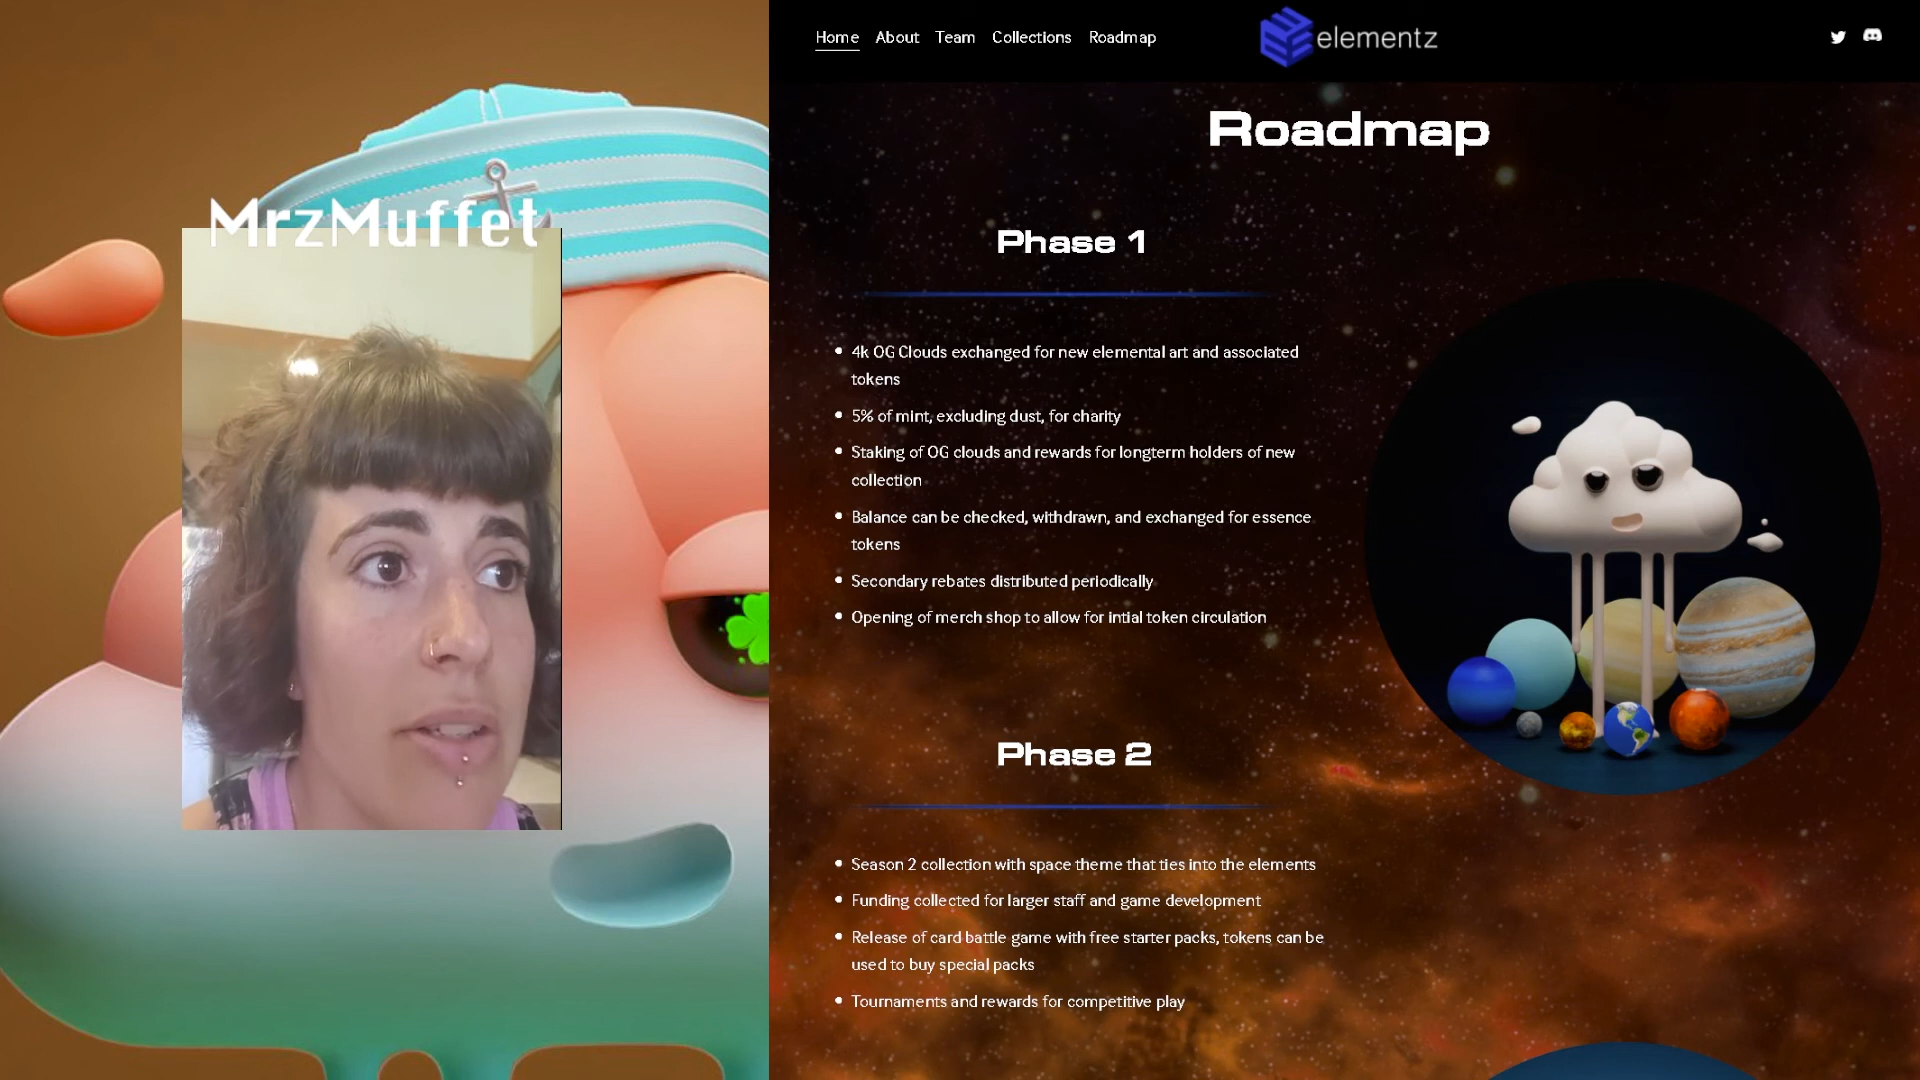 Home About Team Collections Roadmap
elementz
MrzMuffet
Roadmap
Phase 1
4k OG Clouds exchanged for new elemental art and associated
tokens
5% of mint, excluding dust, for charity
Staking of OG clouds and rewards for longterm holders of new
collection
Balance can be checked, withdrawn, and exchanged for essence
tokens
Secondary rebates distributed periodically
Opening of merch shop to allow for intial token circulation
Phase 2
Season 2 collection with space theme that ties into the elements
Funding collected for larger staff and game development
Release of card battle game with free starter packs, tokens can be
used to buy special packs
Tournaments and rewards for competitive play